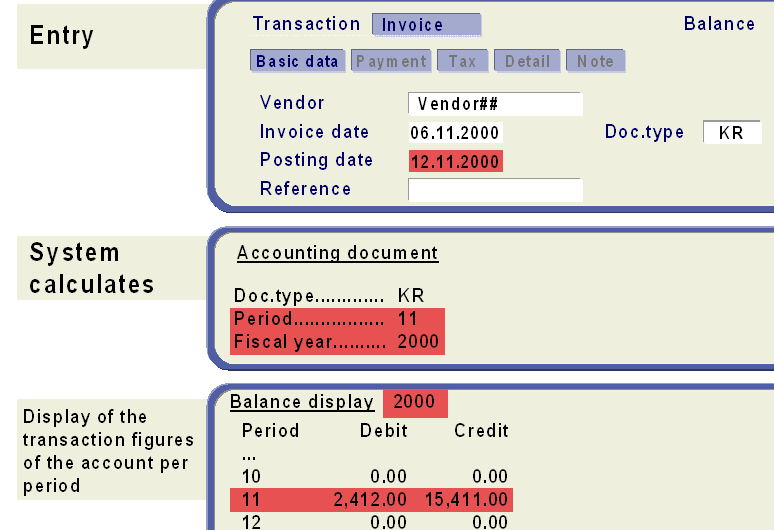 Entry
Transaction Invoice Balance
Basic data Payment Tax Detail Note
Vendor Vendor##
Invoice date 06.11.2000 Doc.type KR
Posting date 12.11.2000
Reference
System
calculates
Accounting document
Doc.type............. KR
Period................. 11
Fiscal year.......... 2000
Display of the
transaction figures
of the account per
period
Balance display 2000
Period Debit Credit
...
10 0.00 0.00
11 2,412.00 15,411.00
12 0.00 0.00